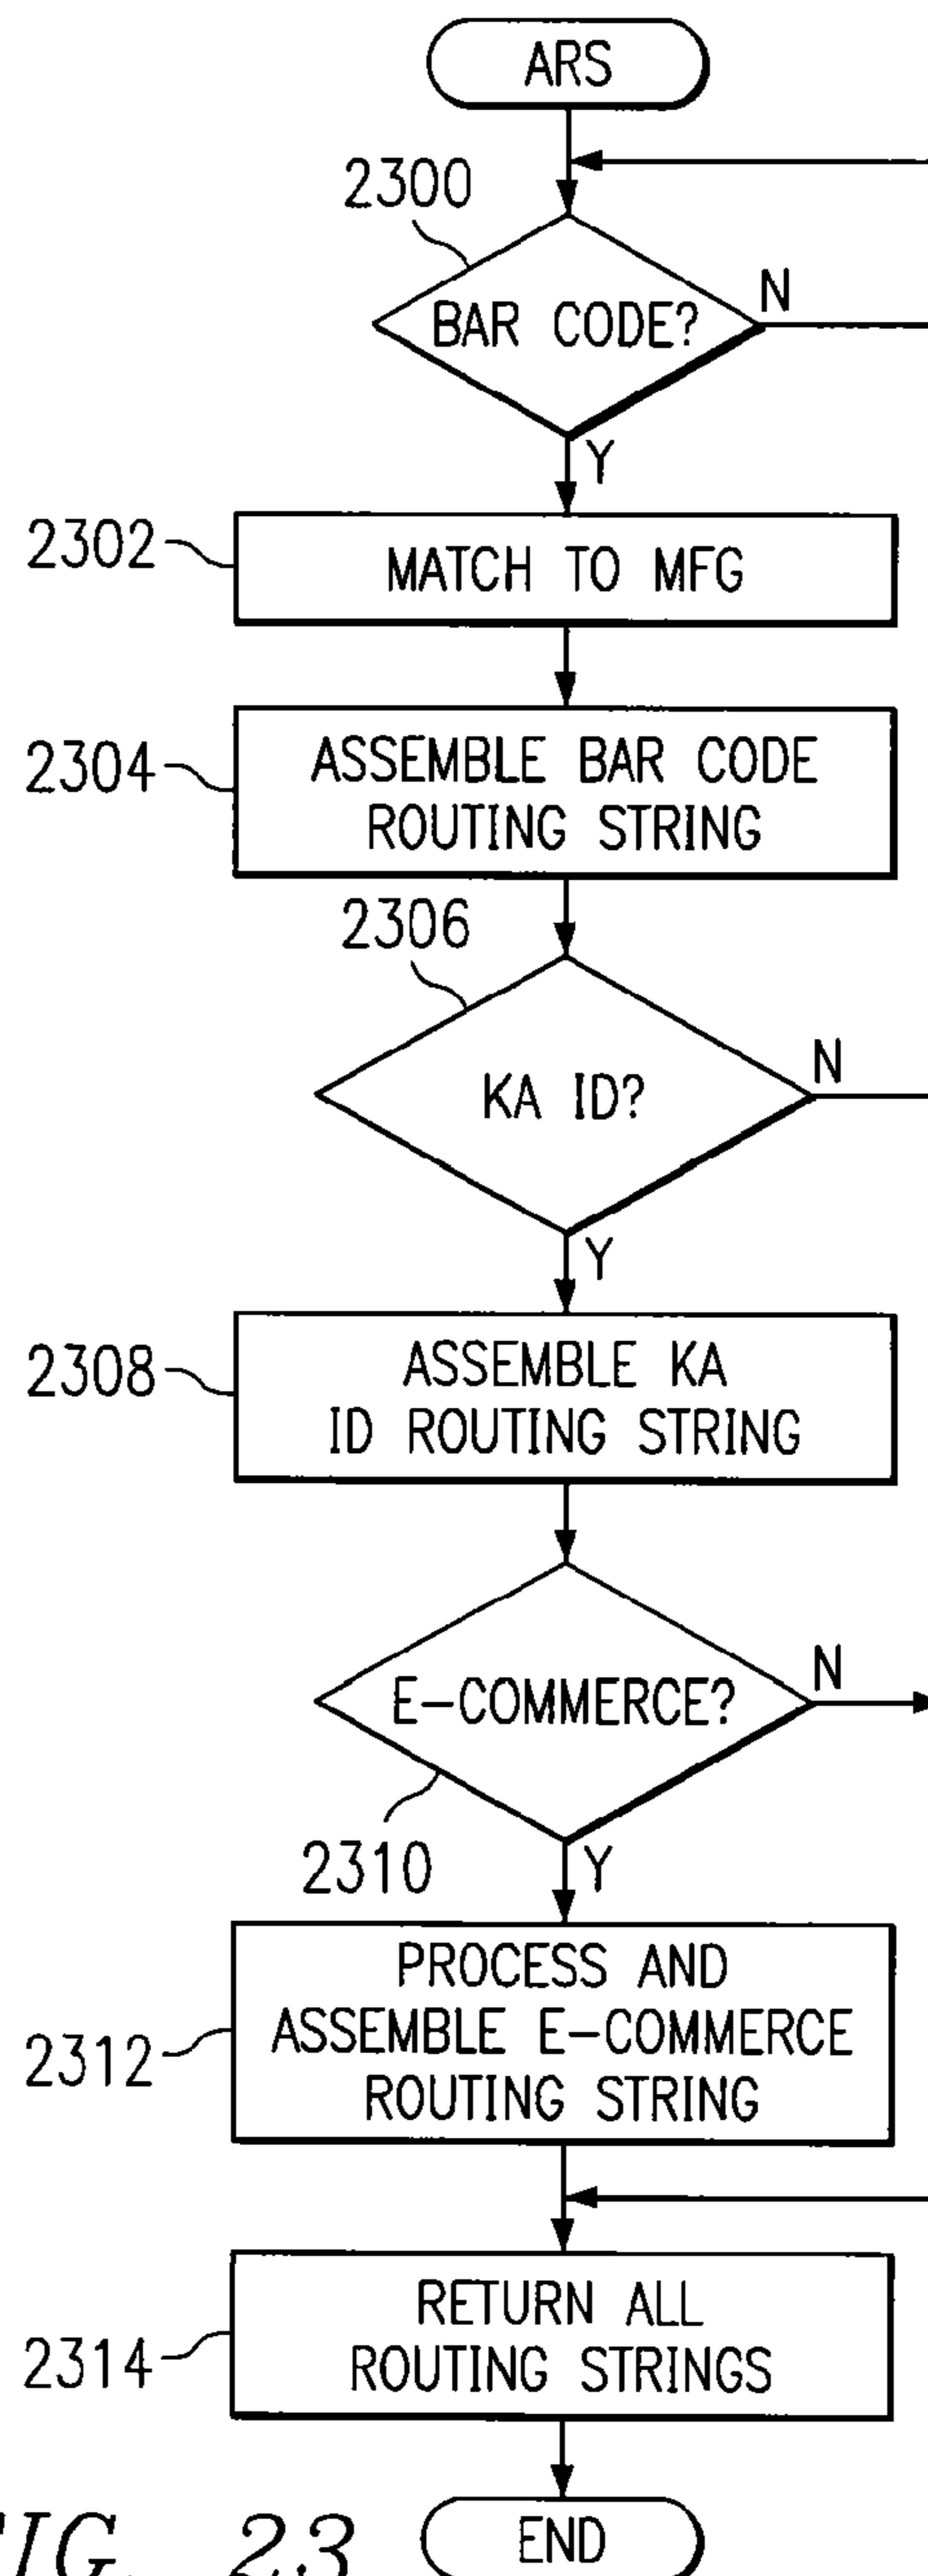 ARS
2300
BAR CODE?
N
Y
2302
MATCH TO MFG
2304
ASSEMBLE BAR CODE
ROUTING STRING
2306
KA ID?
N
Y
2308
ASSEMBLE KA
ID ROUTING STRING
E-COMMERCE?
N
2310
Y
PROCESS AND
ASSEMBLE E-COMMERCE
ROUTING STRING
2312
RETURN ALL
ROUTING STRINGS
2314
END
FIG. 23